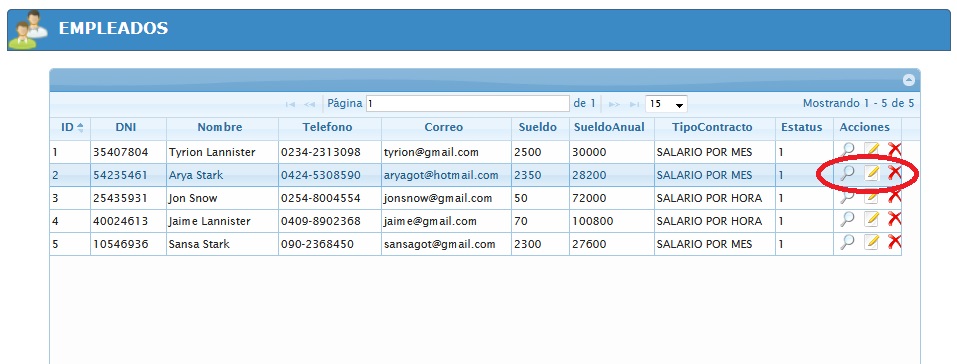 EMPLEADOS
Página 1 de 1 15 Mostrando 1 - 5 de 5
ID DNI Nombre Telefono Correo Sueldo SueldoAnual TipoContracto Estatus Acciones
1 35407804 Tyrion Lannister 0234-2313098 tyrion@gmail.com 2500 30000 SALARIO POR MES 1
2 54235461 Arya Stark 0424-5308590 aryagot@hotmail.com 2350 28200 SALARIO POR MES 1
3 25435931 Jon Snow 0254-8004554 jonsnow@gmail.com 50 72000 SALARIO POR HORA 1
4 40024613 Jaime Lannister 0409-8902368 jaime@gmail.com 70 100800 SALARIO POR HORA 1
5 10546936 Sansa Stark 090-2368450 sansagot@gmail.com 2300 27600 SALARIO POR MES 1